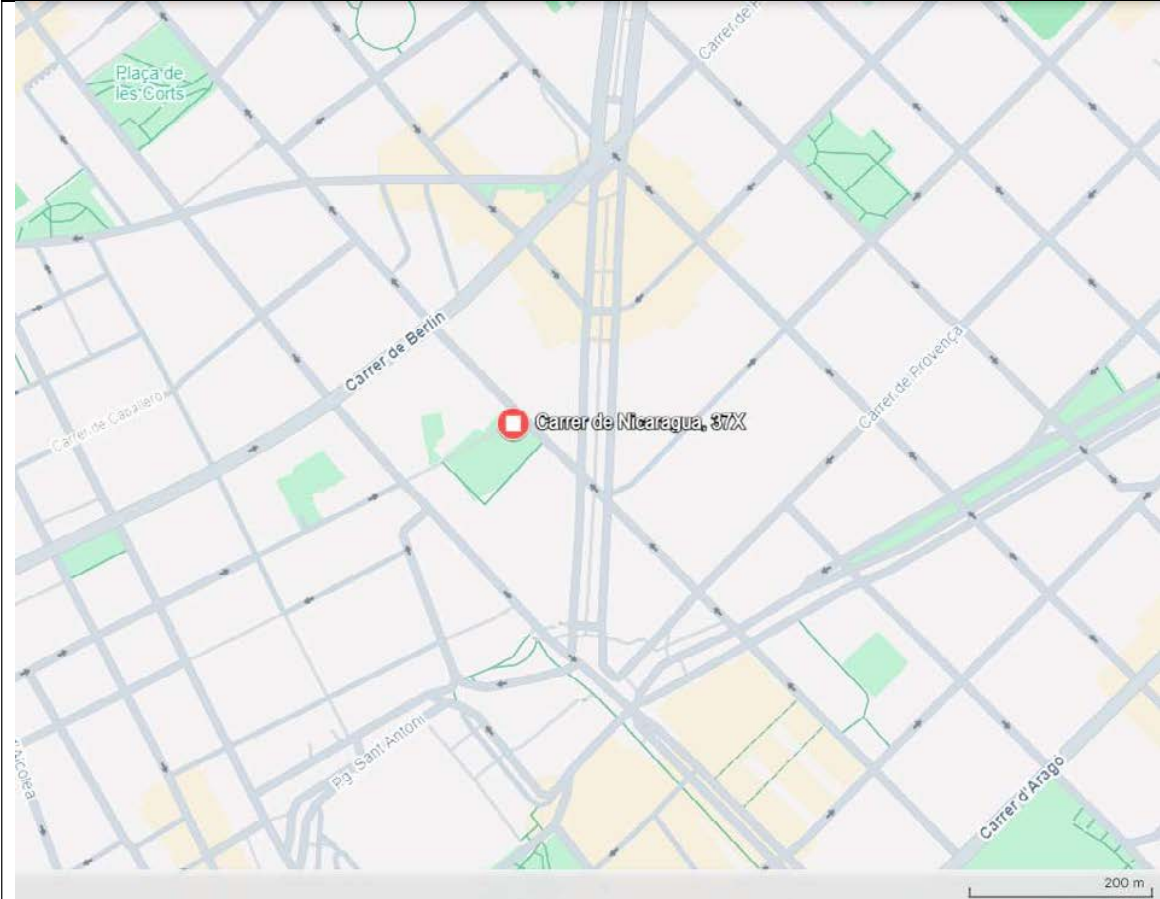 Carrer de
Plaça de
les Corts
Carrer de Berlín
Carrer de Provença
Carrer de Caballero
Carrer de Nicaragua, 37X
Pg. Sant Antoni
Carrer d'Aragó
200 m